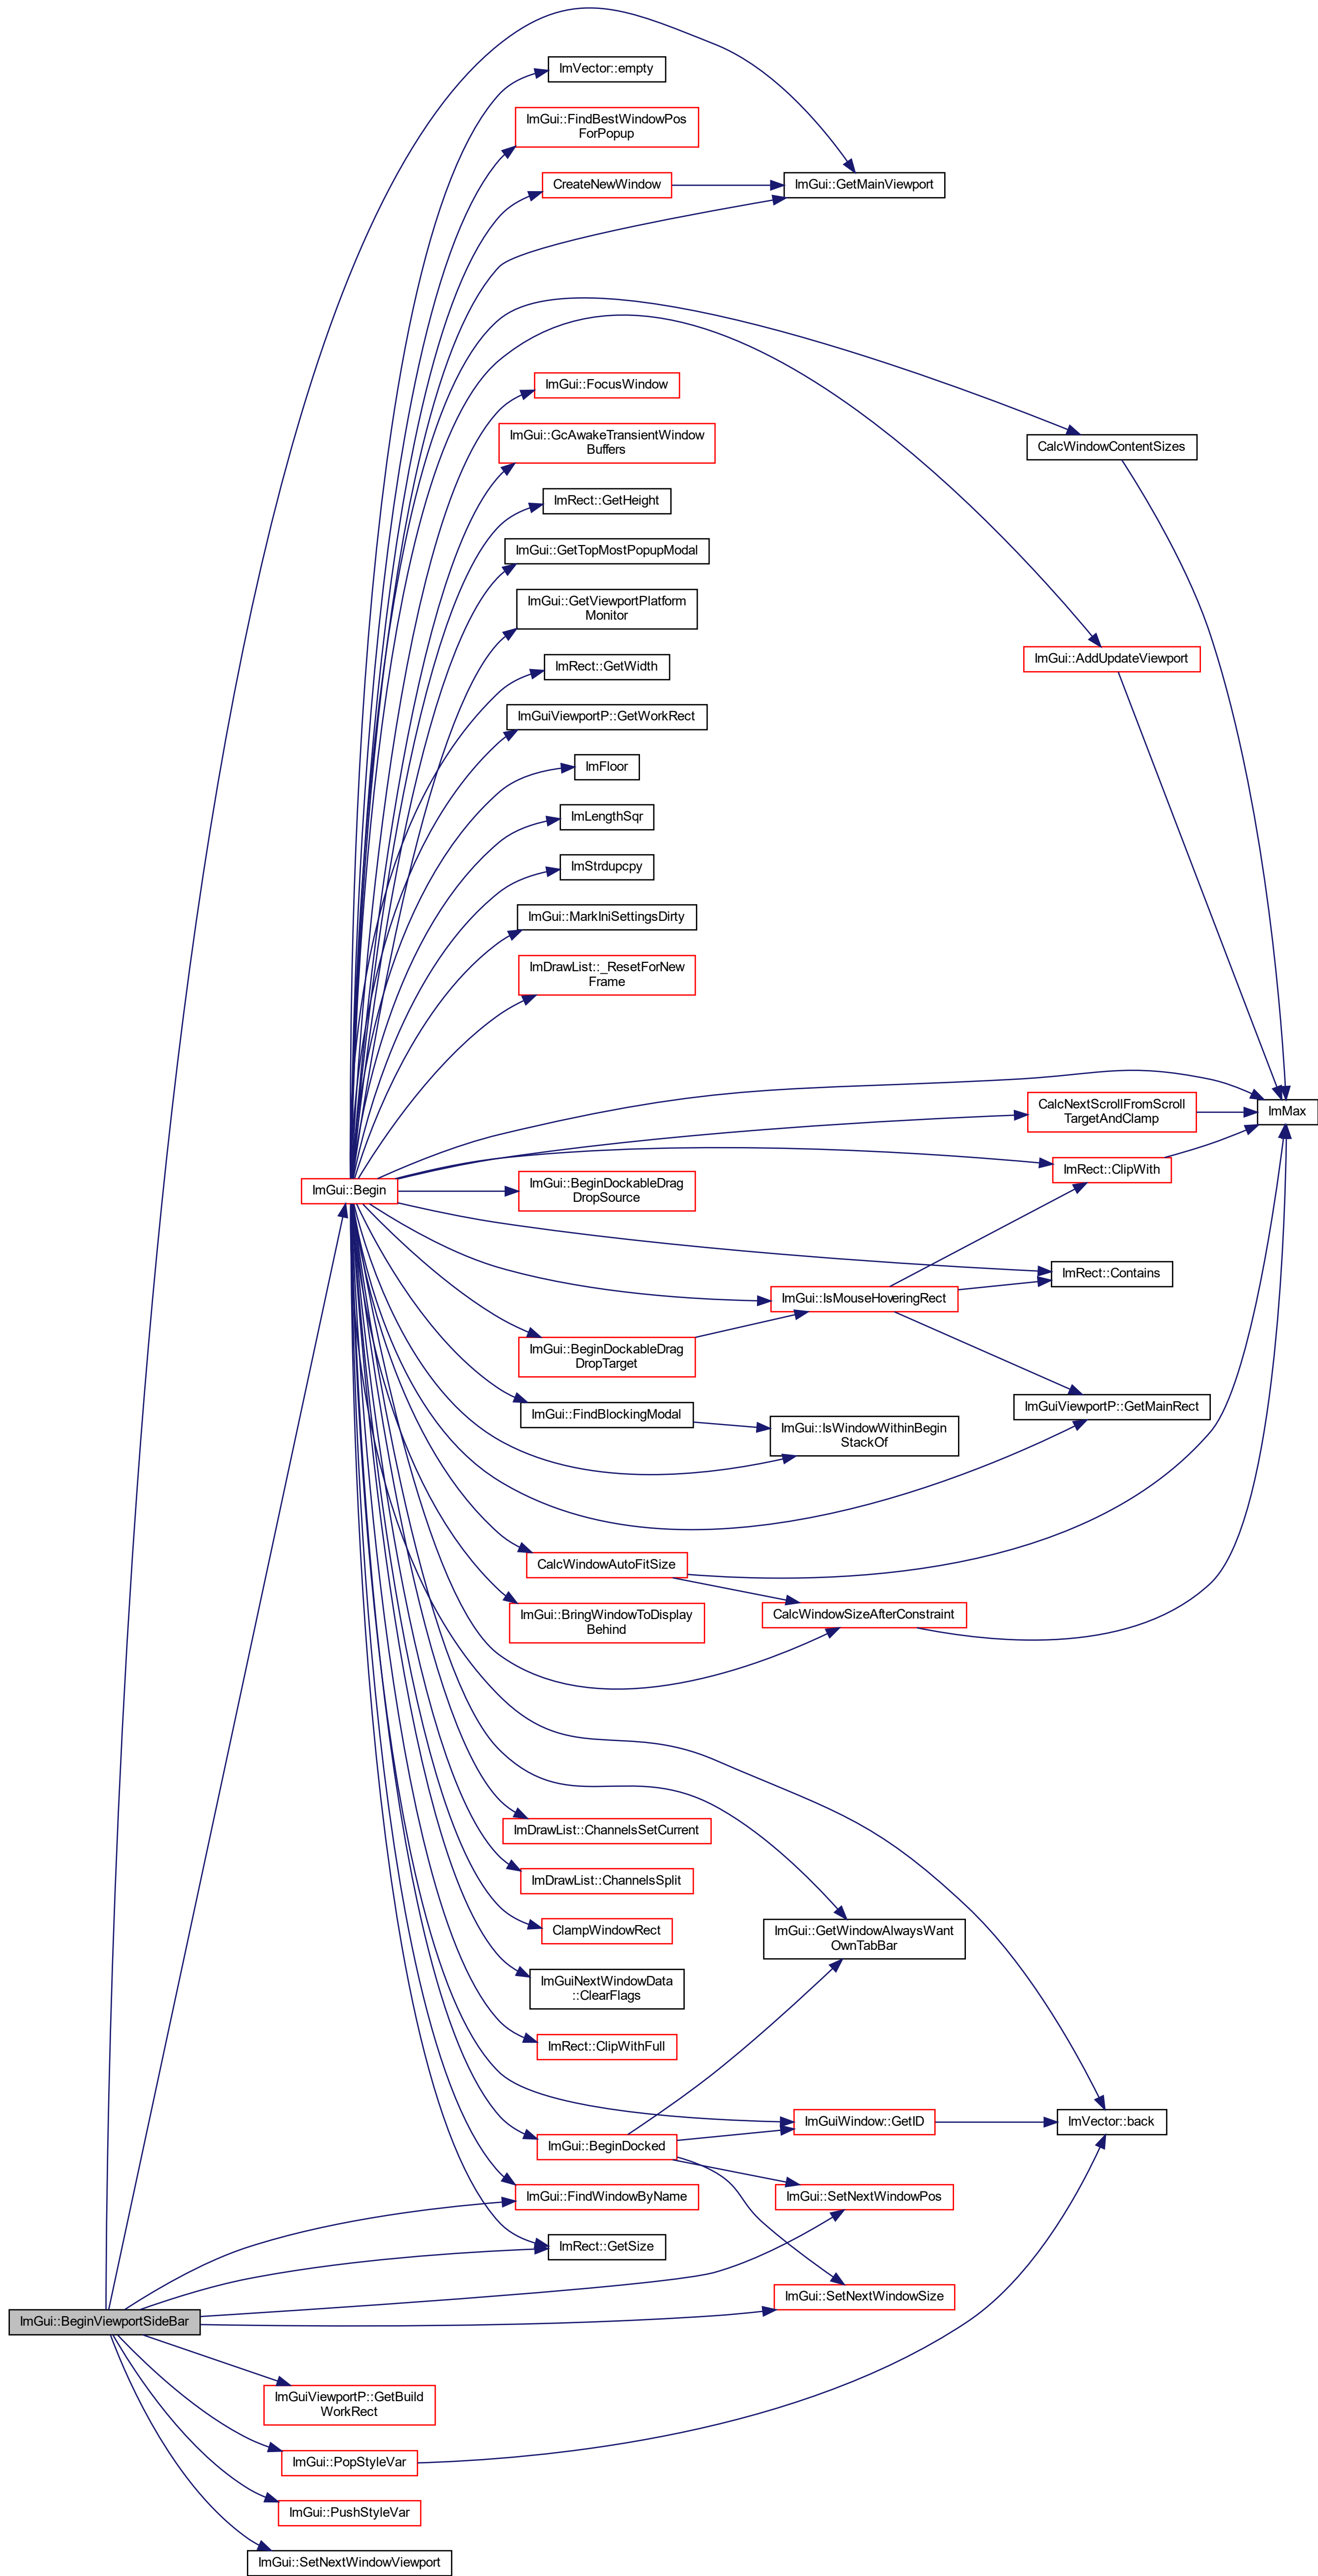 ImVector::empty
ImGui::FindBestWindowPos
ForPopup
CreateNewWindow
ImGui::GetMainViewport
ImGui::FocusWindow
ImGui::GcAwakeTransientWindow
Buffers
CalcWindowContentSizes
ImRect::GetHeight
ImGui::GetTopMostPopupModal
ImGui::GetViewportPlatform
Monitor
ImRect::GetWidth
ImGui::AddUpdateViewport
ImGuiViewportP::GetWorkRect
ImFloor
ImLengthSqr
ImStrdupcpy
ImGui::MarkIniSettingsDirty
ImDrawList::_ResetForNew
Frame
CalcNextScrollFromScroll
TargetAndClamp
ImMax
ImRect::ClipWith
ImGui::Begin
ImGui::BeginDockableDrag
DropSource
ImRect::Contains
ImGui::IsMouseHoveringRect
ImGui::BeginDockableDrag
DropTarget
ImGuiViewportP::GetMainRect
ImGui::FindBlockingModal
ImGui::IsWindowWithinBegin
StackOf
CalcWindowAutoFitSize
ImGui::BringWindowToDisplay
Behind
CalcWindowSizeAfterConstraint
ImDrawList::ChannelsSetCurrent
ImDrawList::ChannelsSplit
ClampWindowRect
ImGui::GetWindowAlwaysWant
OwnTabBar
ImGuiNextWindowData
::ClearFlags
ImRect::ClipWithFull
ImGuiWindow::GetID
ImVector::back
ImGui::BeginDocked
ImGui::FindWindowByName
ImGui::SetNextWindowPos
ImRect::GetSize
ImGui::SetNextWindowSize
ImGui::BeginViewportSideBar
ImGuiViewportP::GetBuild
WorkRect
ImGui::PopStyleVar
ImGui::PushStyleVar
ImGui::SetNextWindowViewport